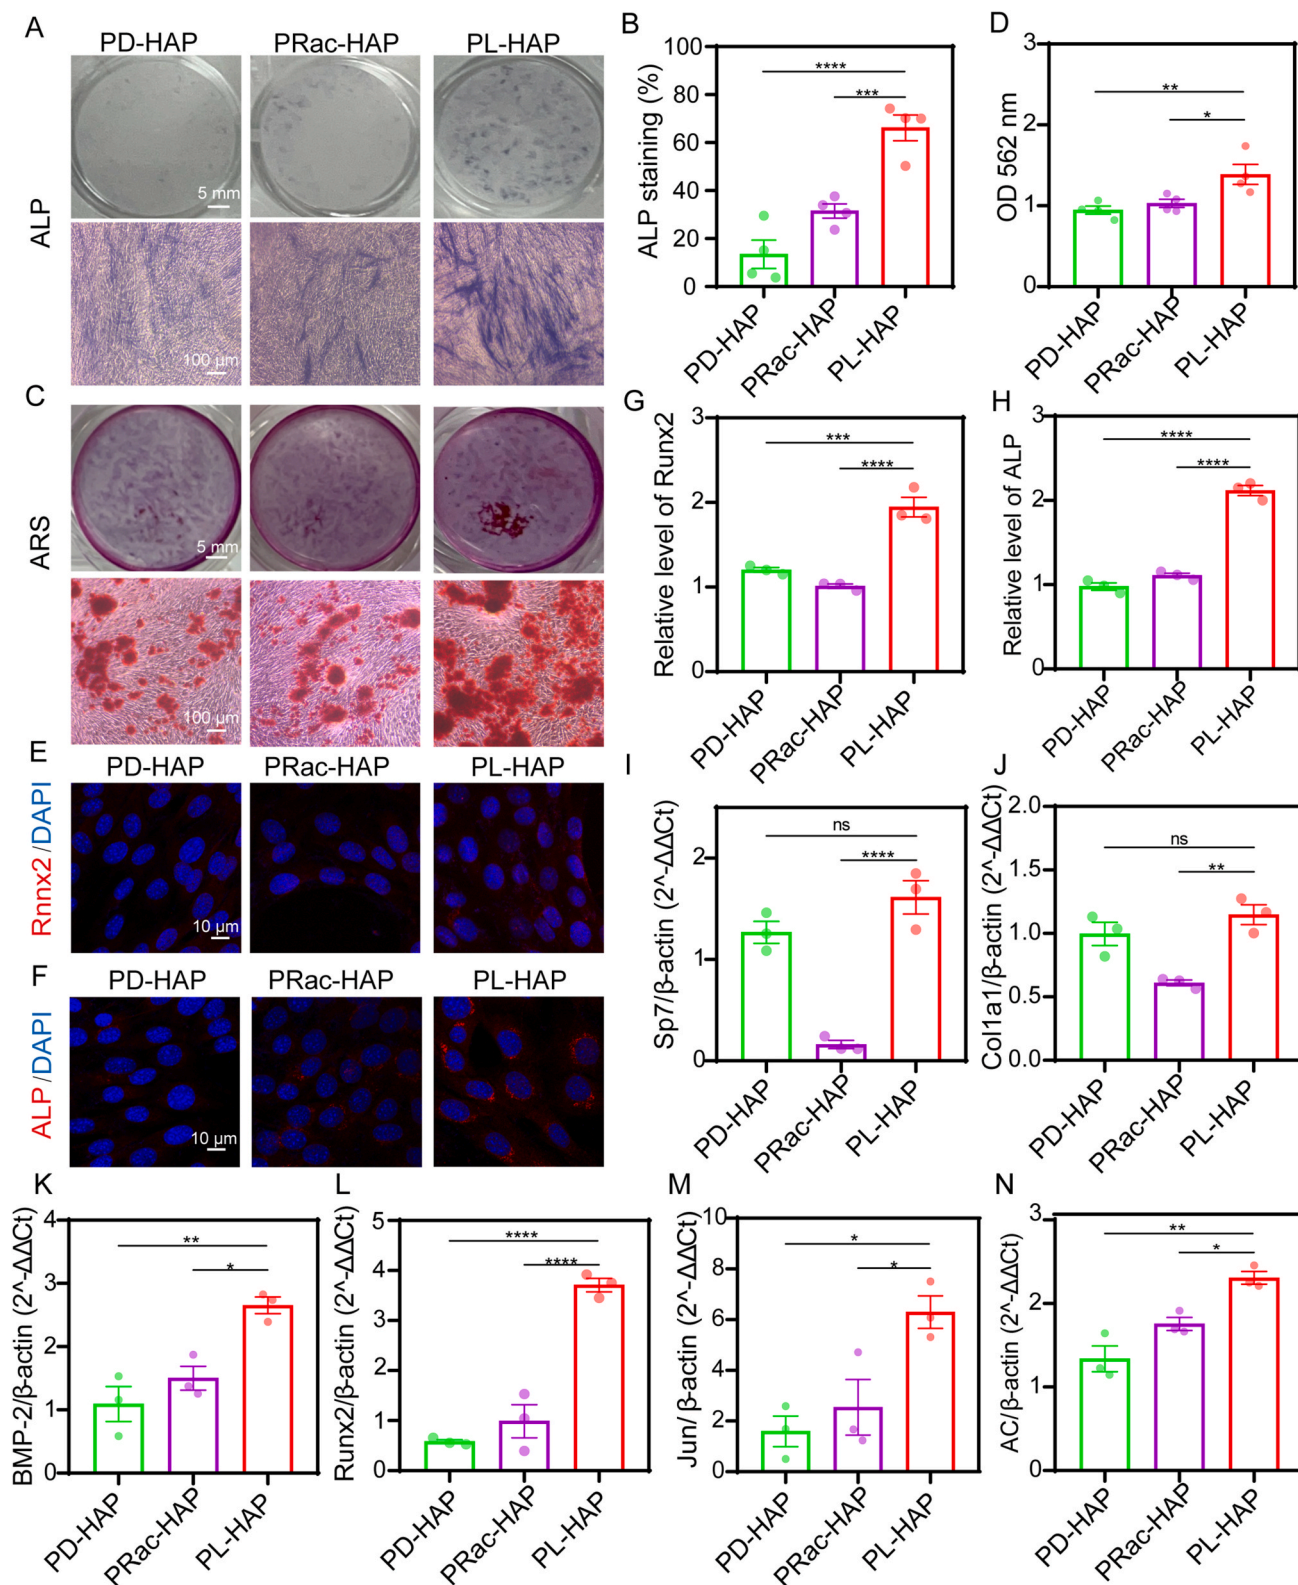 A
PD-HAP PRac-HAP PL-HAP
ALP
5 mm
100 µm
B
ALP staining (%)
100
80
60
40
20
0
****
***
PD-HAP
PRac-HAP
PL-HAP
D
OD 562 nm
3
2
1
0
**
*
PD-HAP
PRac-HAP
PL-HAP
C
ARS
5 mm
100 µm
G
Relative level of Runx2
3
2
1
0
***
****
PD-HAP
PRac-HAP
PL-HAP
H
Relative level of ALP
3
2
1
0
****
****
PD-HAP
PRac-HAP
PL-HAP
E
PD-HAP PRac-HAP PL-HAP
Rnnx2/DAPI
10 µm
F
PD-HAP PRac-HAP PL-HAP
ALP/DAPI
10 µm
I
Sp7/β-actin (2^-ΔΔCt)
2
1
0
ns
****
PD-HAP
PRac-HAP
PL-HAP
J
Col1a1/β-actin (2^-ΔΔCt)
2.0
1.5
1.0
0.5
0.0
ns
**
PD-HAP
PRac-HAP
PL-HAP
K
BMP-2/β-actin (2^-ΔΔCt)
4
3
2
1
0
**
*
PD-HAP
PRac-HAP
PL-HAP
L
Runx2/β-actin (2^-ΔΔCt)
5
4
3
2
1
0
****
****
PD-HAP
PRac-HAP
PL-HAP
M
Jun/β-actin (2^-ΔΔCt)
10
8
6
4
2
0
*
*
PD-HAP
PRac-HAP
PL-HAP
N
AC/β-actin (2^-ΔΔCt)
3
2
1
0
**
*
PD-HAP
PRac-HAP
PL-HAP